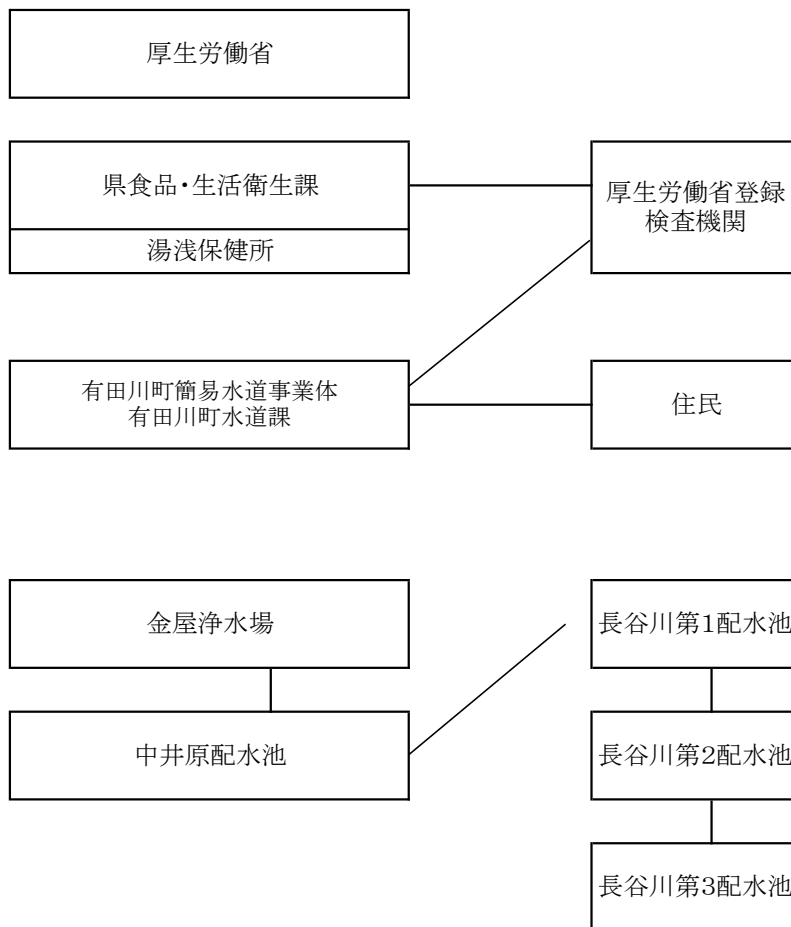 厚生労働省
県食品・生活衛生課
湯浅保健所
厚生労働省登録
検査機関
有田川町簡易水道事業体
有田川町水道課
住民
金屋浄水場
中井原配水池
長谷川第1配水池
長谷川第2配水池
長谷川第3配水池